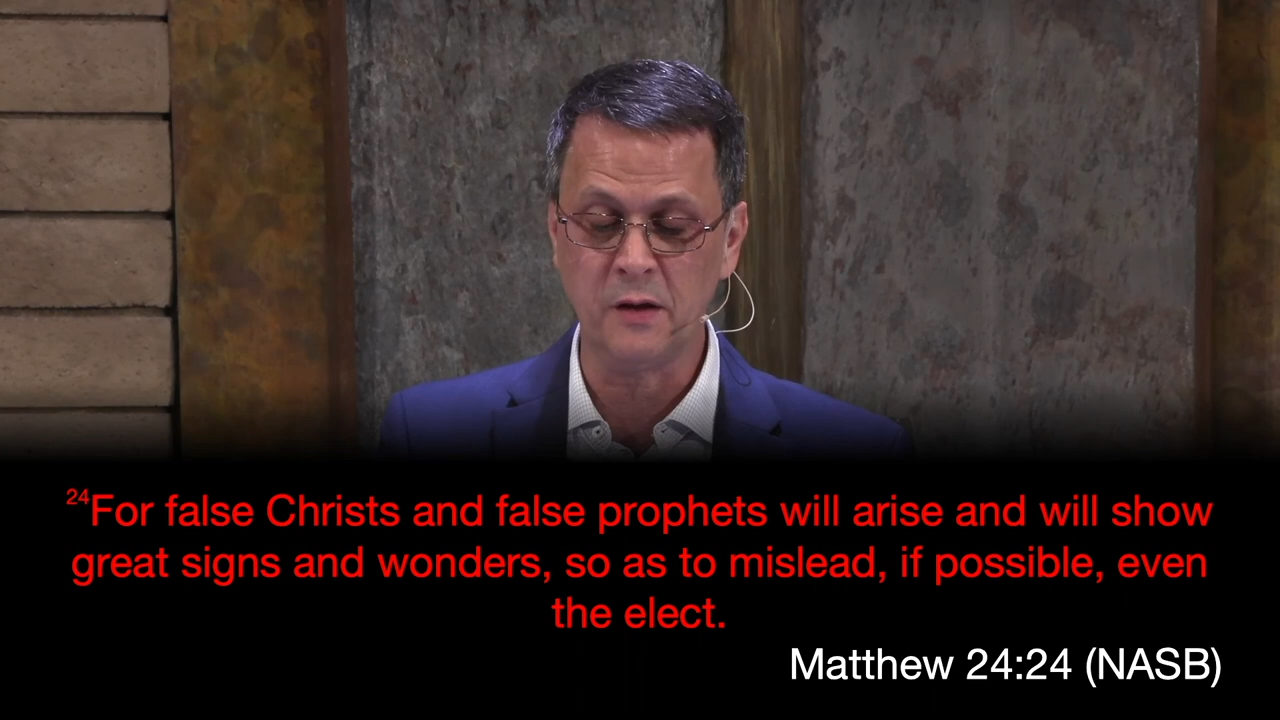 24For false Christs and false prophets will arise and will show
great signs and wonders, so as to mislead, if possible, even
the elect.
Matthew 24:24 (NASB)